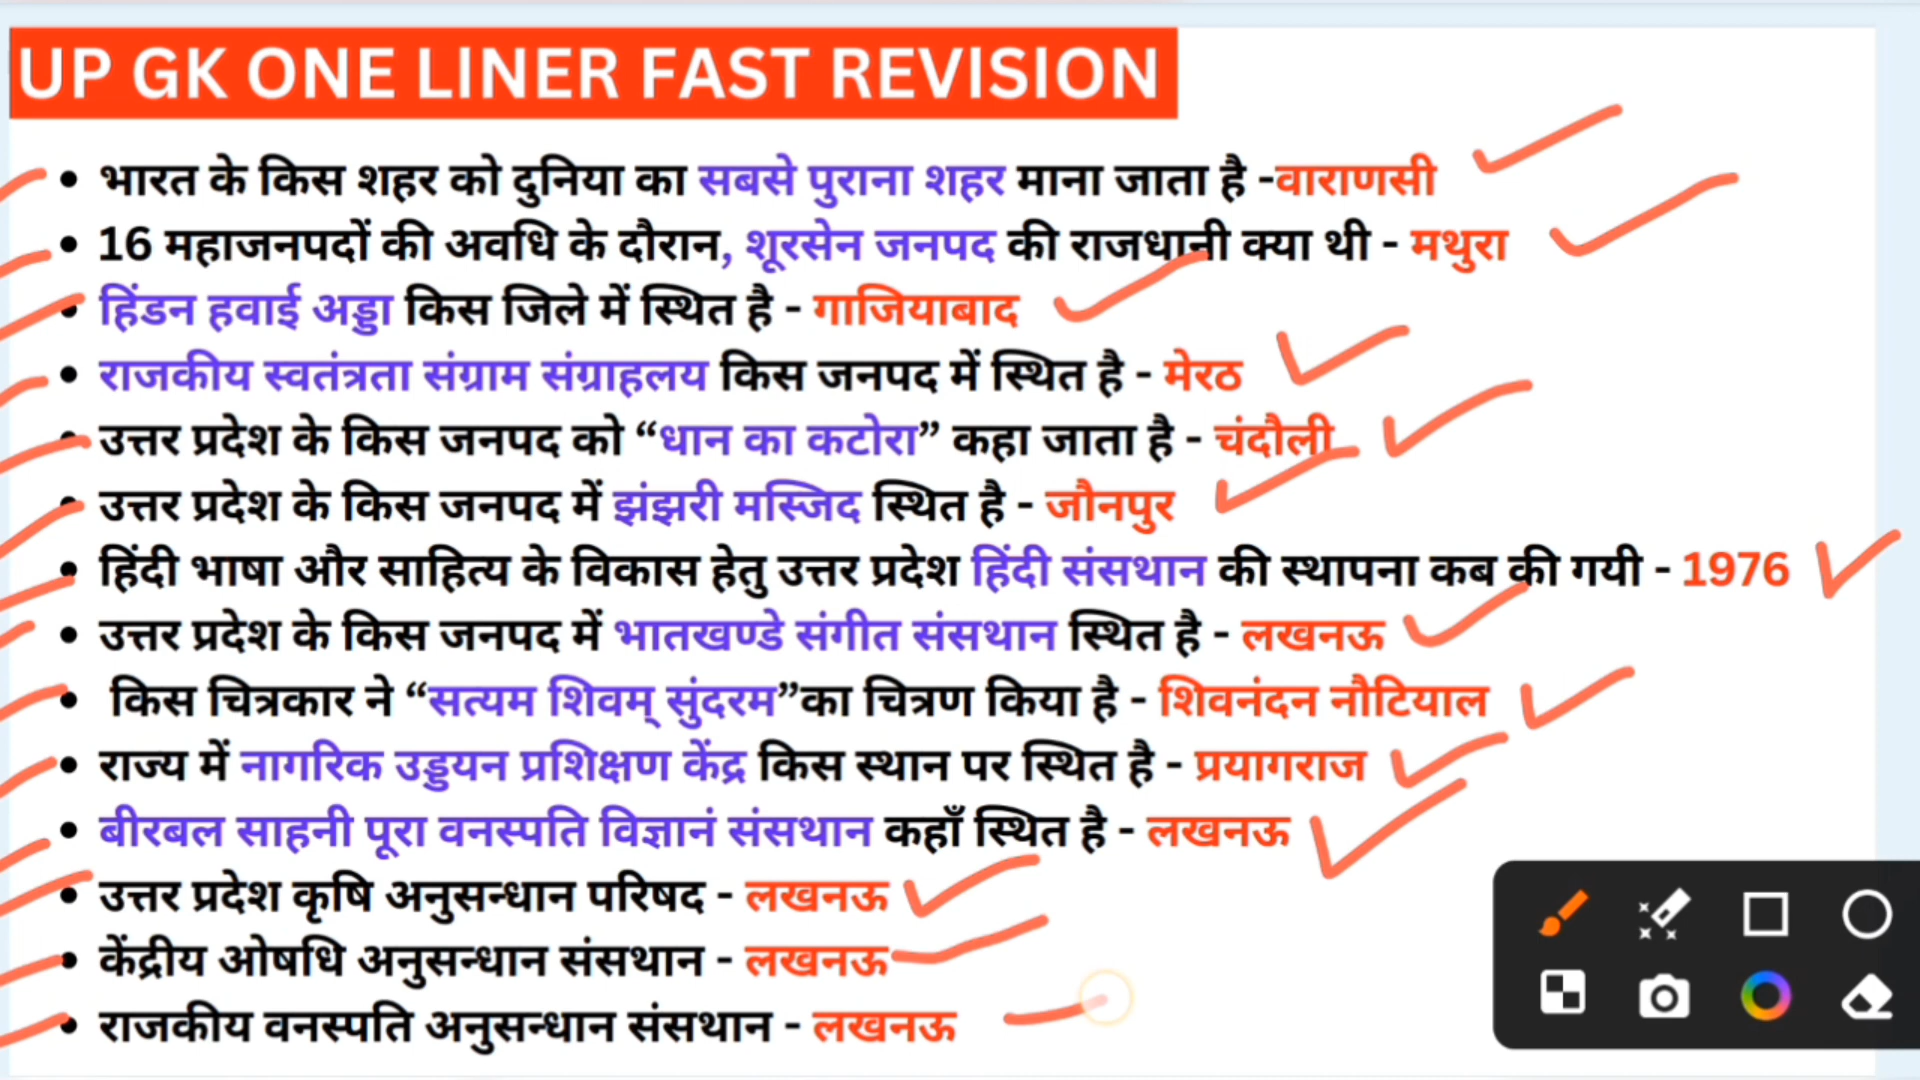 UP GK ONE LINER FAST REVISION
• भारत के किस शहर को दुनिया का सबसे पुराना शहर माना जाता है -वाराणसी
• 16 महाजनपदों की अवधि के दौरान, शूरसेन जनपद की राजधानी क्या थी - मथुरा
• हिंडन हवाई अड्डा किस जिले में स्थित है - गाजियाबाद
• राजकीय स्वतंत्रता संग्राम संग्राहलय किस जनपद में स्थित है - मेरठ
• उत्तर प्रदेश के किस जनपद को “धान का कटोरा” कहा जाता है - चंदौली
• उत्तर प्रदेश के किस जनपद में झंझरी मस्जिद स्थित है - जौनपुर
• हिंदी भाषा और साहित्य के विकास हेतु उत्तर प्रदेश हिंदी संसथान की स्थापना कब की गयी - 1976
• उत्तर प्रदेश के किस जनपद में भातखण्डे संगीत संसथान स्थित है - लखनऊ
• किस चित्रकार ने “सत्यम शिवम् सुंदरम”का चित्रण किया है - शिवनंदन नौटियाल
• राज्य में नागरिक उड्डयन प्रशिक्षण केंद्र किस स्थान पर स्थित है - प्रयागराज
• बीरबल साहनी पूरा वनस्पति विज्ञानं संसथान कहाँ स्थित है - लखनऊ
• उत्तर प्रदेश कृषि अनुसन्धान परिषद - लखनऊ
• केंद्रीय ओषधि अनुसन्धान संसथान - लखनऊ
• राजकीय वनस्पति अनुसन्धान संसथान - लखनऊ